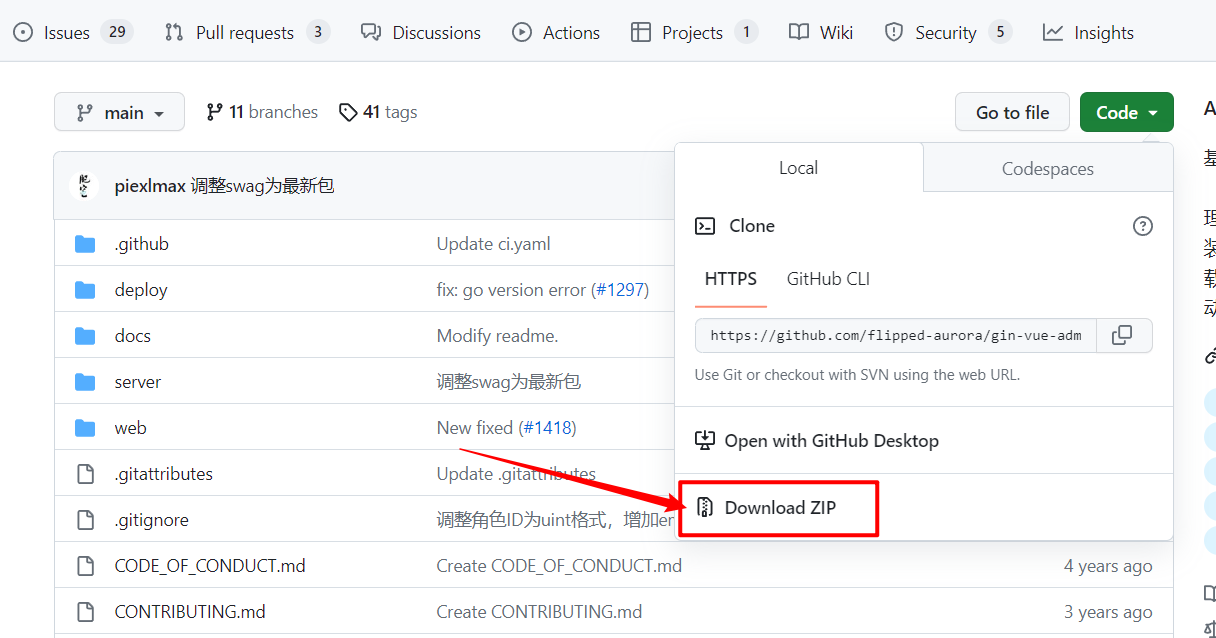 Issues 29 Pull requests 3 Discussions Actions Projects 1 Wiki Security 5 Insights
main 11 branches 41 tags Go to file Code
piexlmax 调整swag为最新包
Local Codespaces
Clone
HTTPS GitHub CLI
https://github.com/flipped-aurora/gin-vue-adm
Use Git or checkout with SVN using the web URL.
Open with GitHub Desktop
Download ZIP
.github Update ci.yaml
deploy fix: go version error (#1297)
docs Modify readme.
server 调整swag为最新包
web New fixed (#1418)
.gitattributes Update .gitattributes
.gitignore 调整角色ID为uint格式，增加er
CODE_OF_CONDUCT.md Create CODE_OF_CONDUCT.md 4 years ago
CONTRIBUTING.md Create CONTRIBUTING.md 3 years ago
A